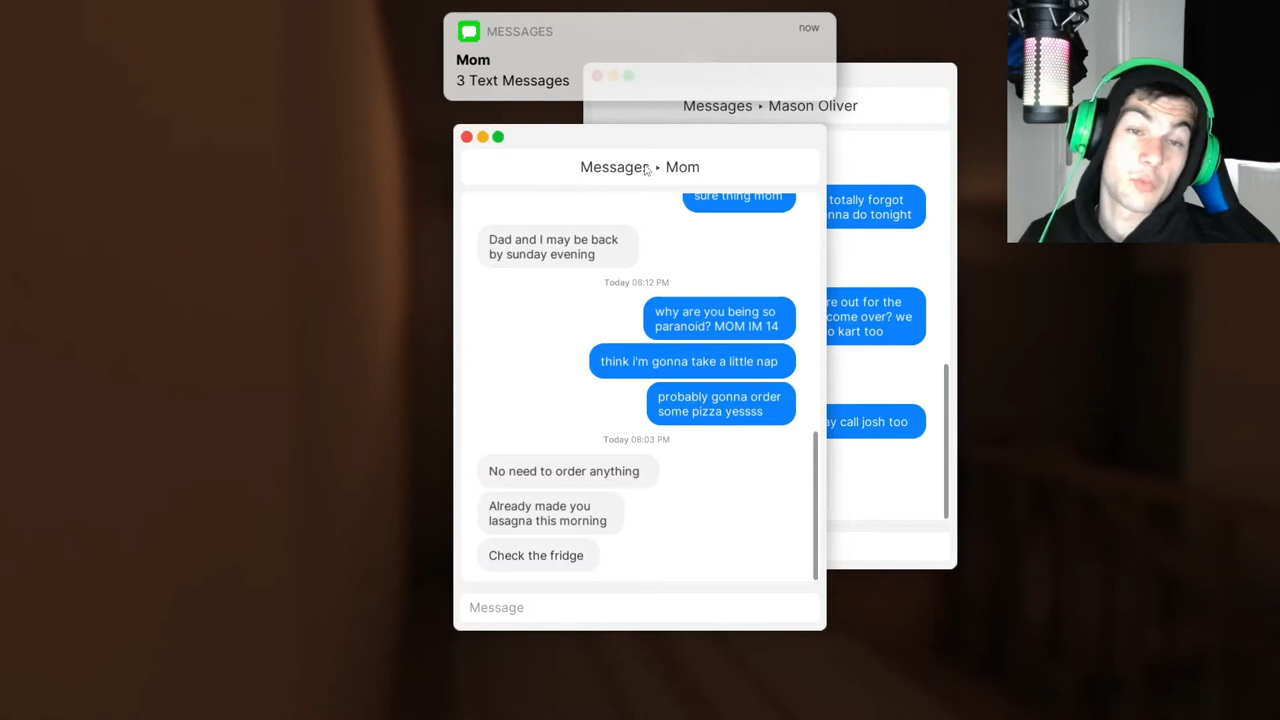 MESSAGES
now
Mom
3 Text Messages
Messages ▸ Mason Oliver
totally forgot
nna do tonight
re out for the
come over? we
o kart too
ay call josh too
Messages ▸ Mom
sure thing mom
Dad and I may be back
by sunday evening
Today 08:12 PM
why are you being so
paranoid? MOM IM 14
think i'm gonna take a little nap
probably gonna order
some pizza yessss
Today 08:03 PM
No need to order anything
Already made you
lasagna this morning
Check the fridge
Message